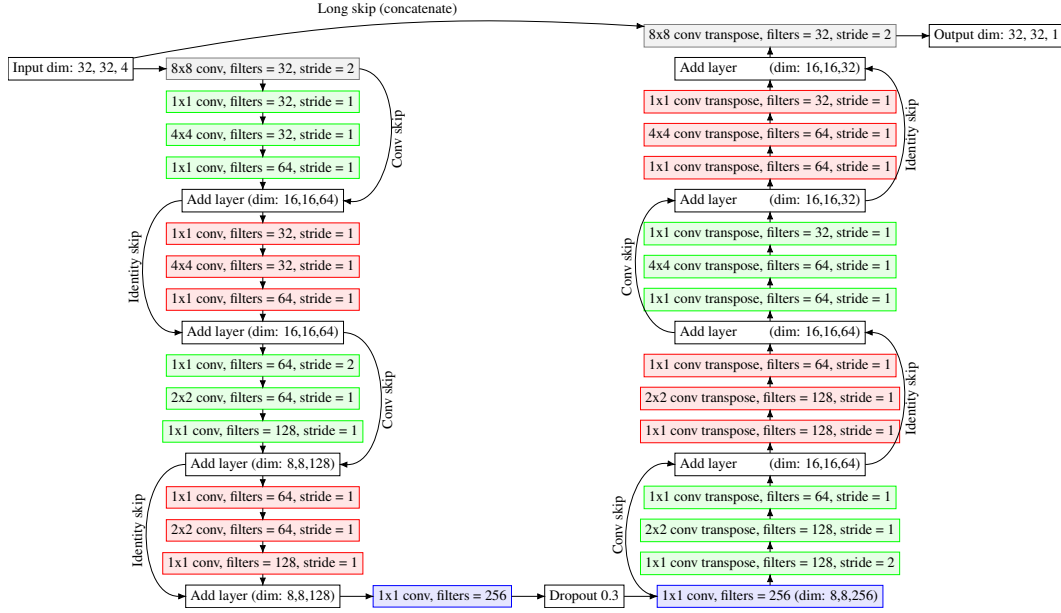 Long skip (concatenate)
Input dim: 32, 32, 4
8x8 conv, filters = 32, stride = 2
1x1 conv, filters = 32, stride = 1
4x4 conv, filters = 32, stride = 1
1x1 conv, filters = 64, stride = 1
Conv skip
Add layer (dim: 16,16,64)
1x1 conv, filters = 32, stride = 1
4x4 conv, filters = 32, stride = 1
1x1 conv, filters = 64, stride = 1
Identity skip
Add layer (dim: 16,16,64)
1x1 conv, filters = 64, stride = 2
2x2 conv, filters = 64, stride = 1
1x1 conv, filters = 128, stride = 1
Conv skip
Add layer (dim: 8,8,128)
1x1 conv, filters = 64, stride = 1
2x2 conv, filters = 64, stride = 1
1x1 conv, filters = 128, stride = 1
Identity skip
Add layer (dim: 8,8,128)
1x1 conv, filters = 256
Dropout 0.3
1x1 conv, filters = 256 (dim: 8,8,256)
1x1 conv transpose, filters = 128, stride = 2
2x2 conv transpose, filters = 128, stride = 1
1x1 conv transpose, filters = 64, stride = 1
Conv skip
Add layer (dim: 16,16,64)
1x1 conv transpose, filters = 128, stride = 1
2x2 conv transpose, filters = 128, stride = 1
1x1 conv transpose, filters = 64, stride = 1
Identity skip
Add layer (dim: 16,16,64)
1x1 conv transpose, filters = 64, stride = 1
4x4 conv transpose, filters = 64, stride = 1
1x1 conv transpose, filters = 32, stride = 1
Conv skip
Add layer (dim: 16,16,32)
1x1 conv transpose, filters = 64, stride = 1
4x4 conv transpose, filters = 64, stride = 1
1x1 conv transpose, filters = 32, stride = 1
Identity skip
Add layer (dim: 16,16,32)
8x8 conv transpose, filters = 32, stride = 2
Output dim: 32, 32, 1